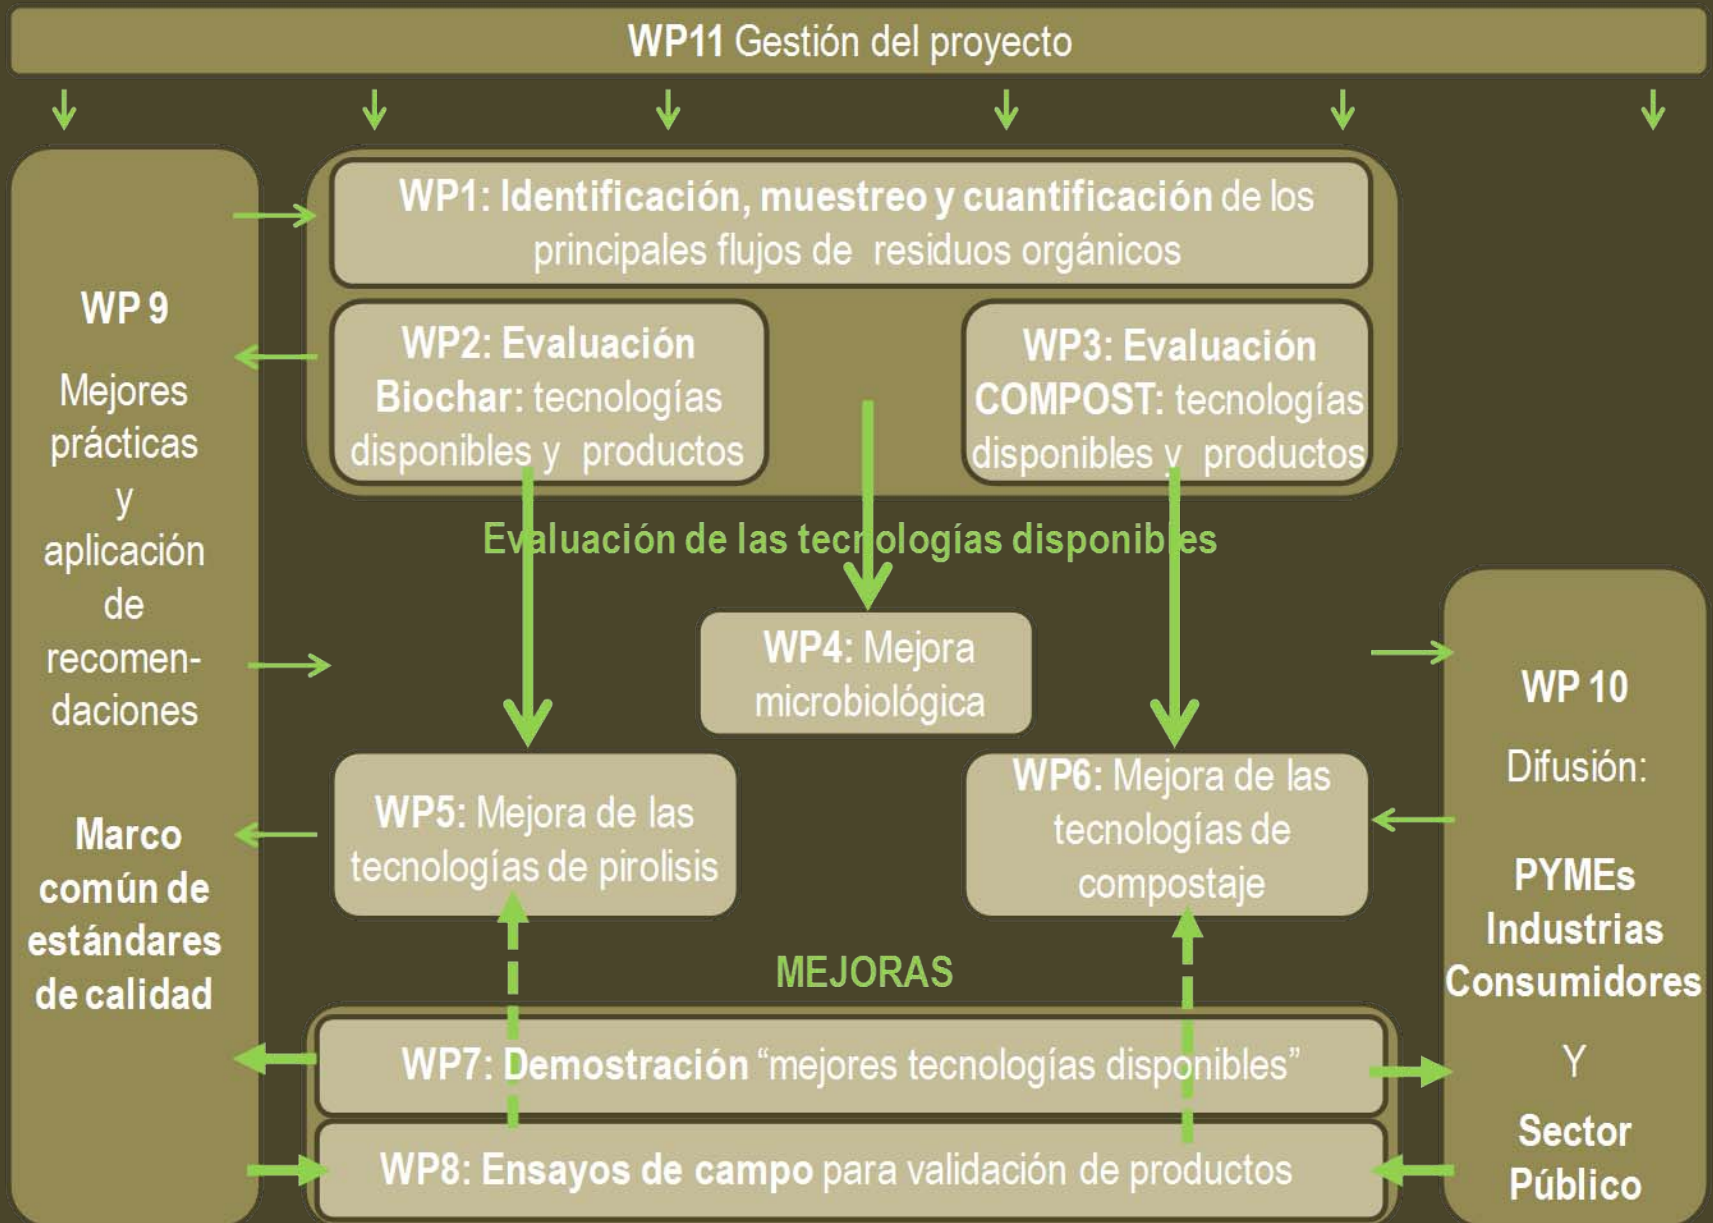 WP11 Gestión del proyecto
WP 9
Mejores
prácticas
y
aplicación
de
recomen-
daciones
Marco
común de
estándares
de calidad
WP1: Identificación, muestreo y cuantificación de los
principales flujos de residuos orgánicos
WP2: Evaluación
Biochar: tecnologías
disponibles y productos
WP3: Evaluación
COMPOST: tecnologías
disponibles y productos
Evaluación de las tecnologías disponibles
WP4: Mejora
microbiológica
WP5: Mejora de las
tecnologías de pirolisis
WP6: Mejora de las
tecnologías de
compostaje
MEJORAS
WP7: Demostración “mejores tecnologías disponibles”
WP8: Ensayos de campo para validación de productos
WP 10
Difusión:
PYMEs
Industrias
Consumidores
Y
Sector
Público